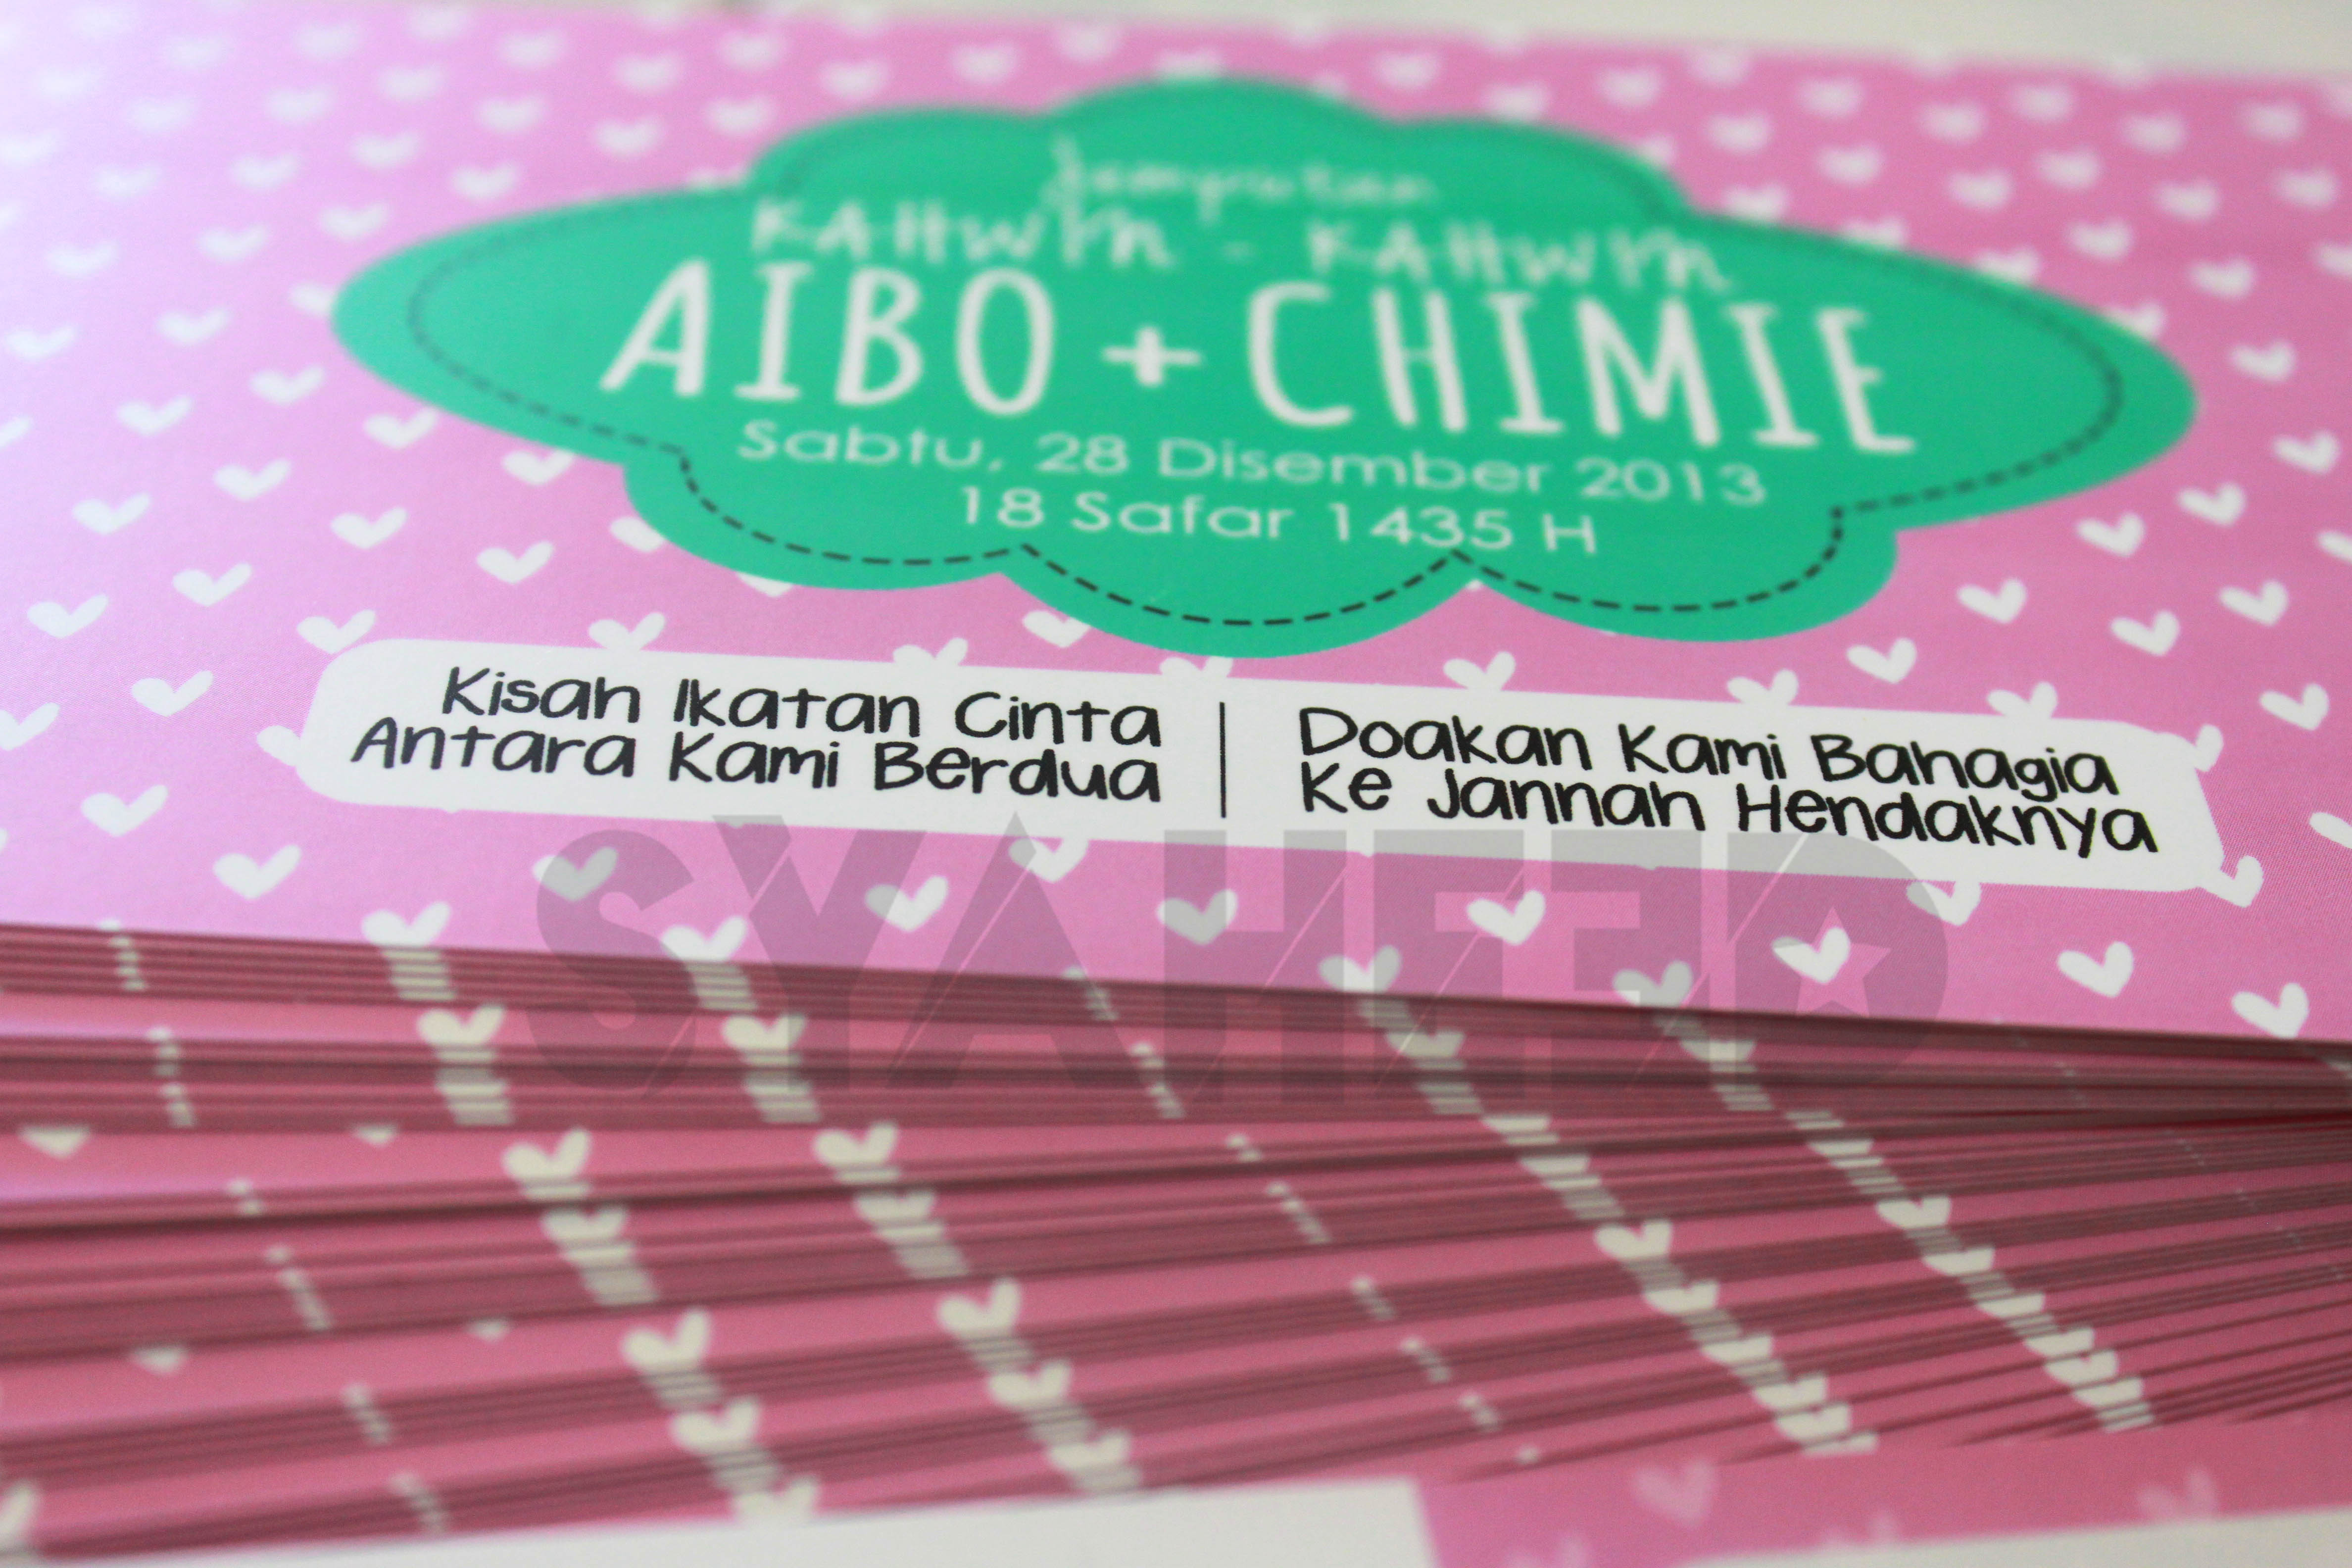 Jemputan
KAHWIN - KAHWIN
AIBO + CHIMIE
Sabtu, 28 Disember 2013
18 Safar 1435 H
Kisah Ikatan Cinta
Antara Kami Berdua
Doakan Kami Bahagia
Ke Jannah Hendaknya
SYAHEED